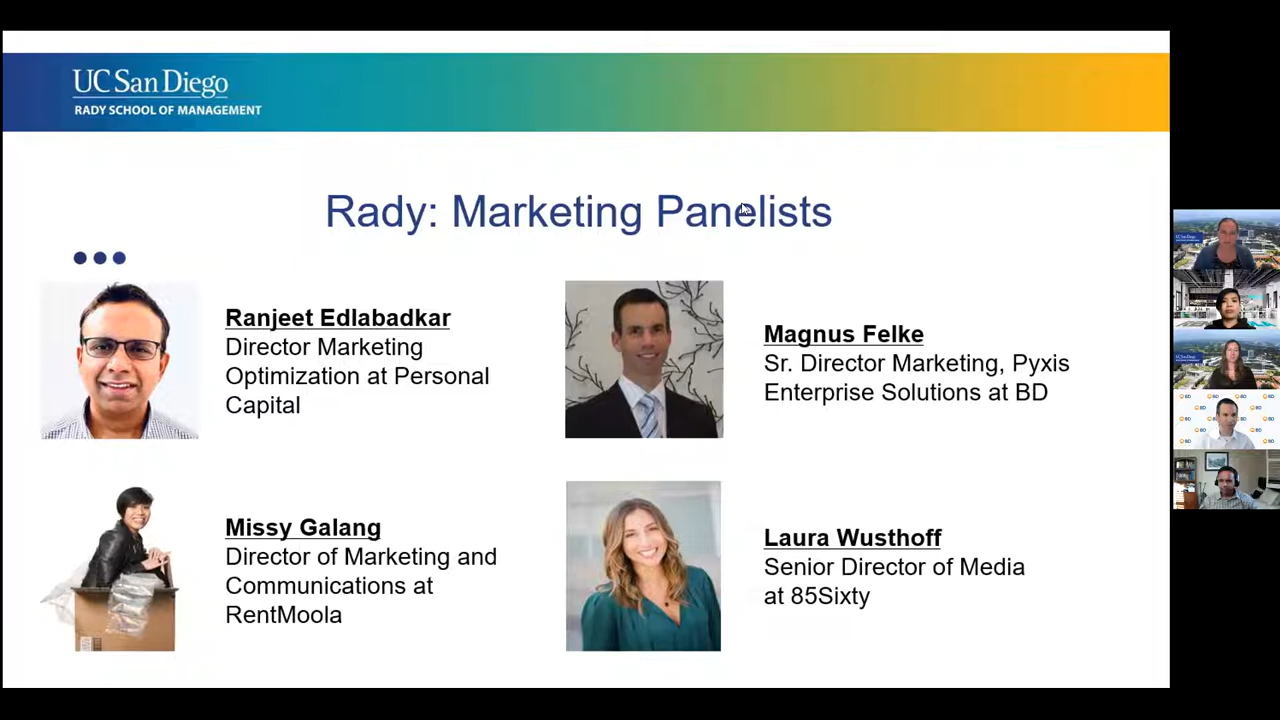 UC San Diego
RADY SCHOOL OF MANAGEMENT
Rady: Marketing Panelists
Ranjeet Edlabadkar
Director Marketing
Optimization at Personal
Capital
Magnus Felke
Sr. Director Marketing, Pyxis
Enterprise Solutions at BD
Missy Galang
Director of Marketing and
Communications at
RentMoola
Laura Wusthoff
Senior Director of Media
at 85Sixty